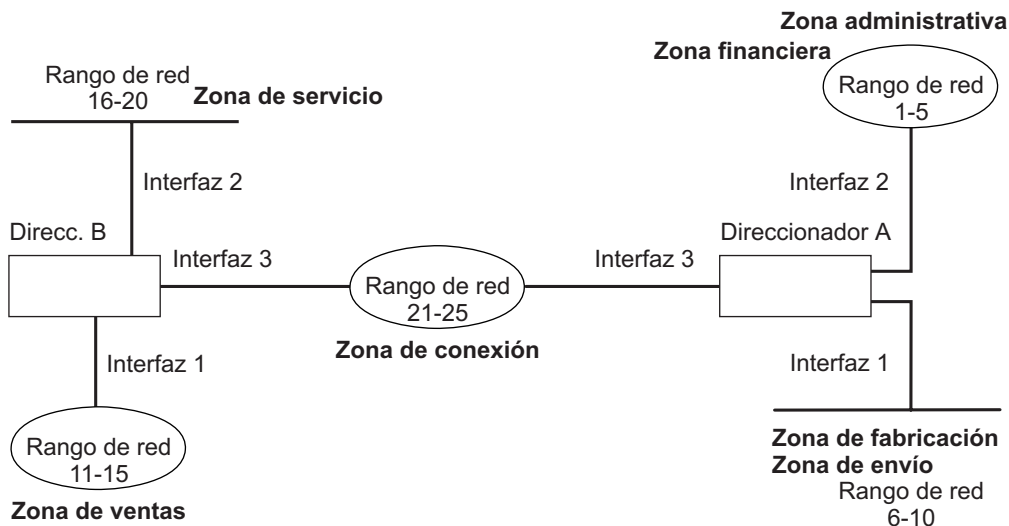 Zona administrativa
Zona financiera
Rango de red
16-20
Zona de servicio
Rango de red
1-5
Interfaz 2
Interfaz 2
Direcc. B
Direccionador A
Interfaz 3
Interfaz 3
Rango de red
21-25
Zona de conexión
Interfaz 1
Interfaz 1
Rango de red
11-15
Zona de ventas
Zona de fabricación
Zona de envío
Rango de red
6-10